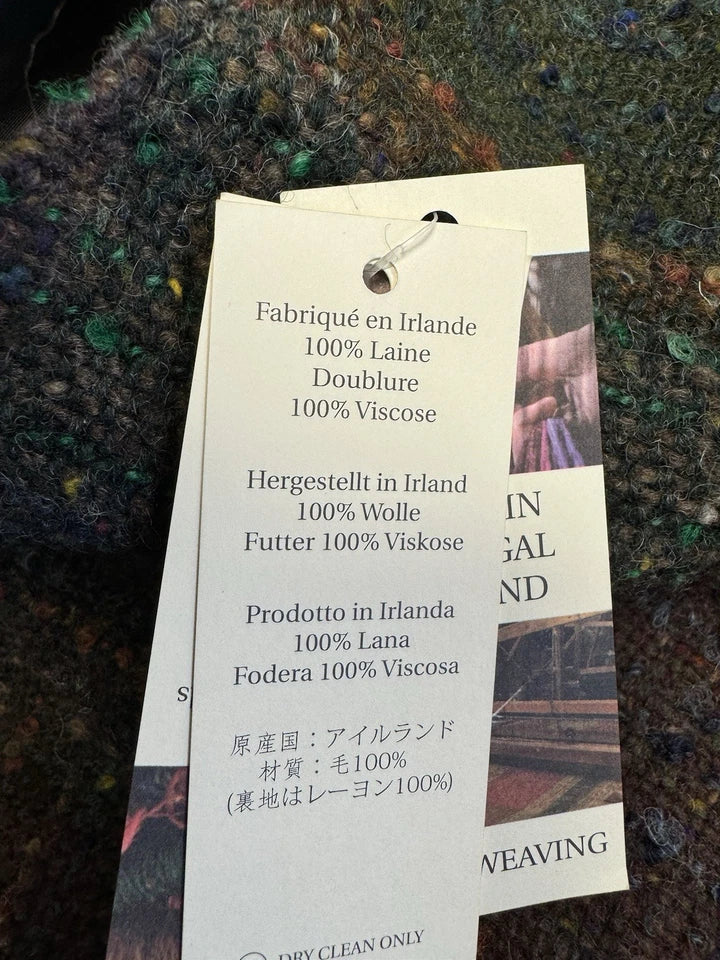 Fabriqué en Irlande
100% Laine
Doublure
100% Viscose
Hergestellt in Irland
100% Wolle
Futter 100% Viskose
Prodotto in Irlanda
100% Lana
Fodera 100% Viscosa
原産国：アイルランド
材質：毛100%
(裏地はレーヨン100%)
DRY CLEAN ONLY
IN
GAL
ND
WEAVING
s